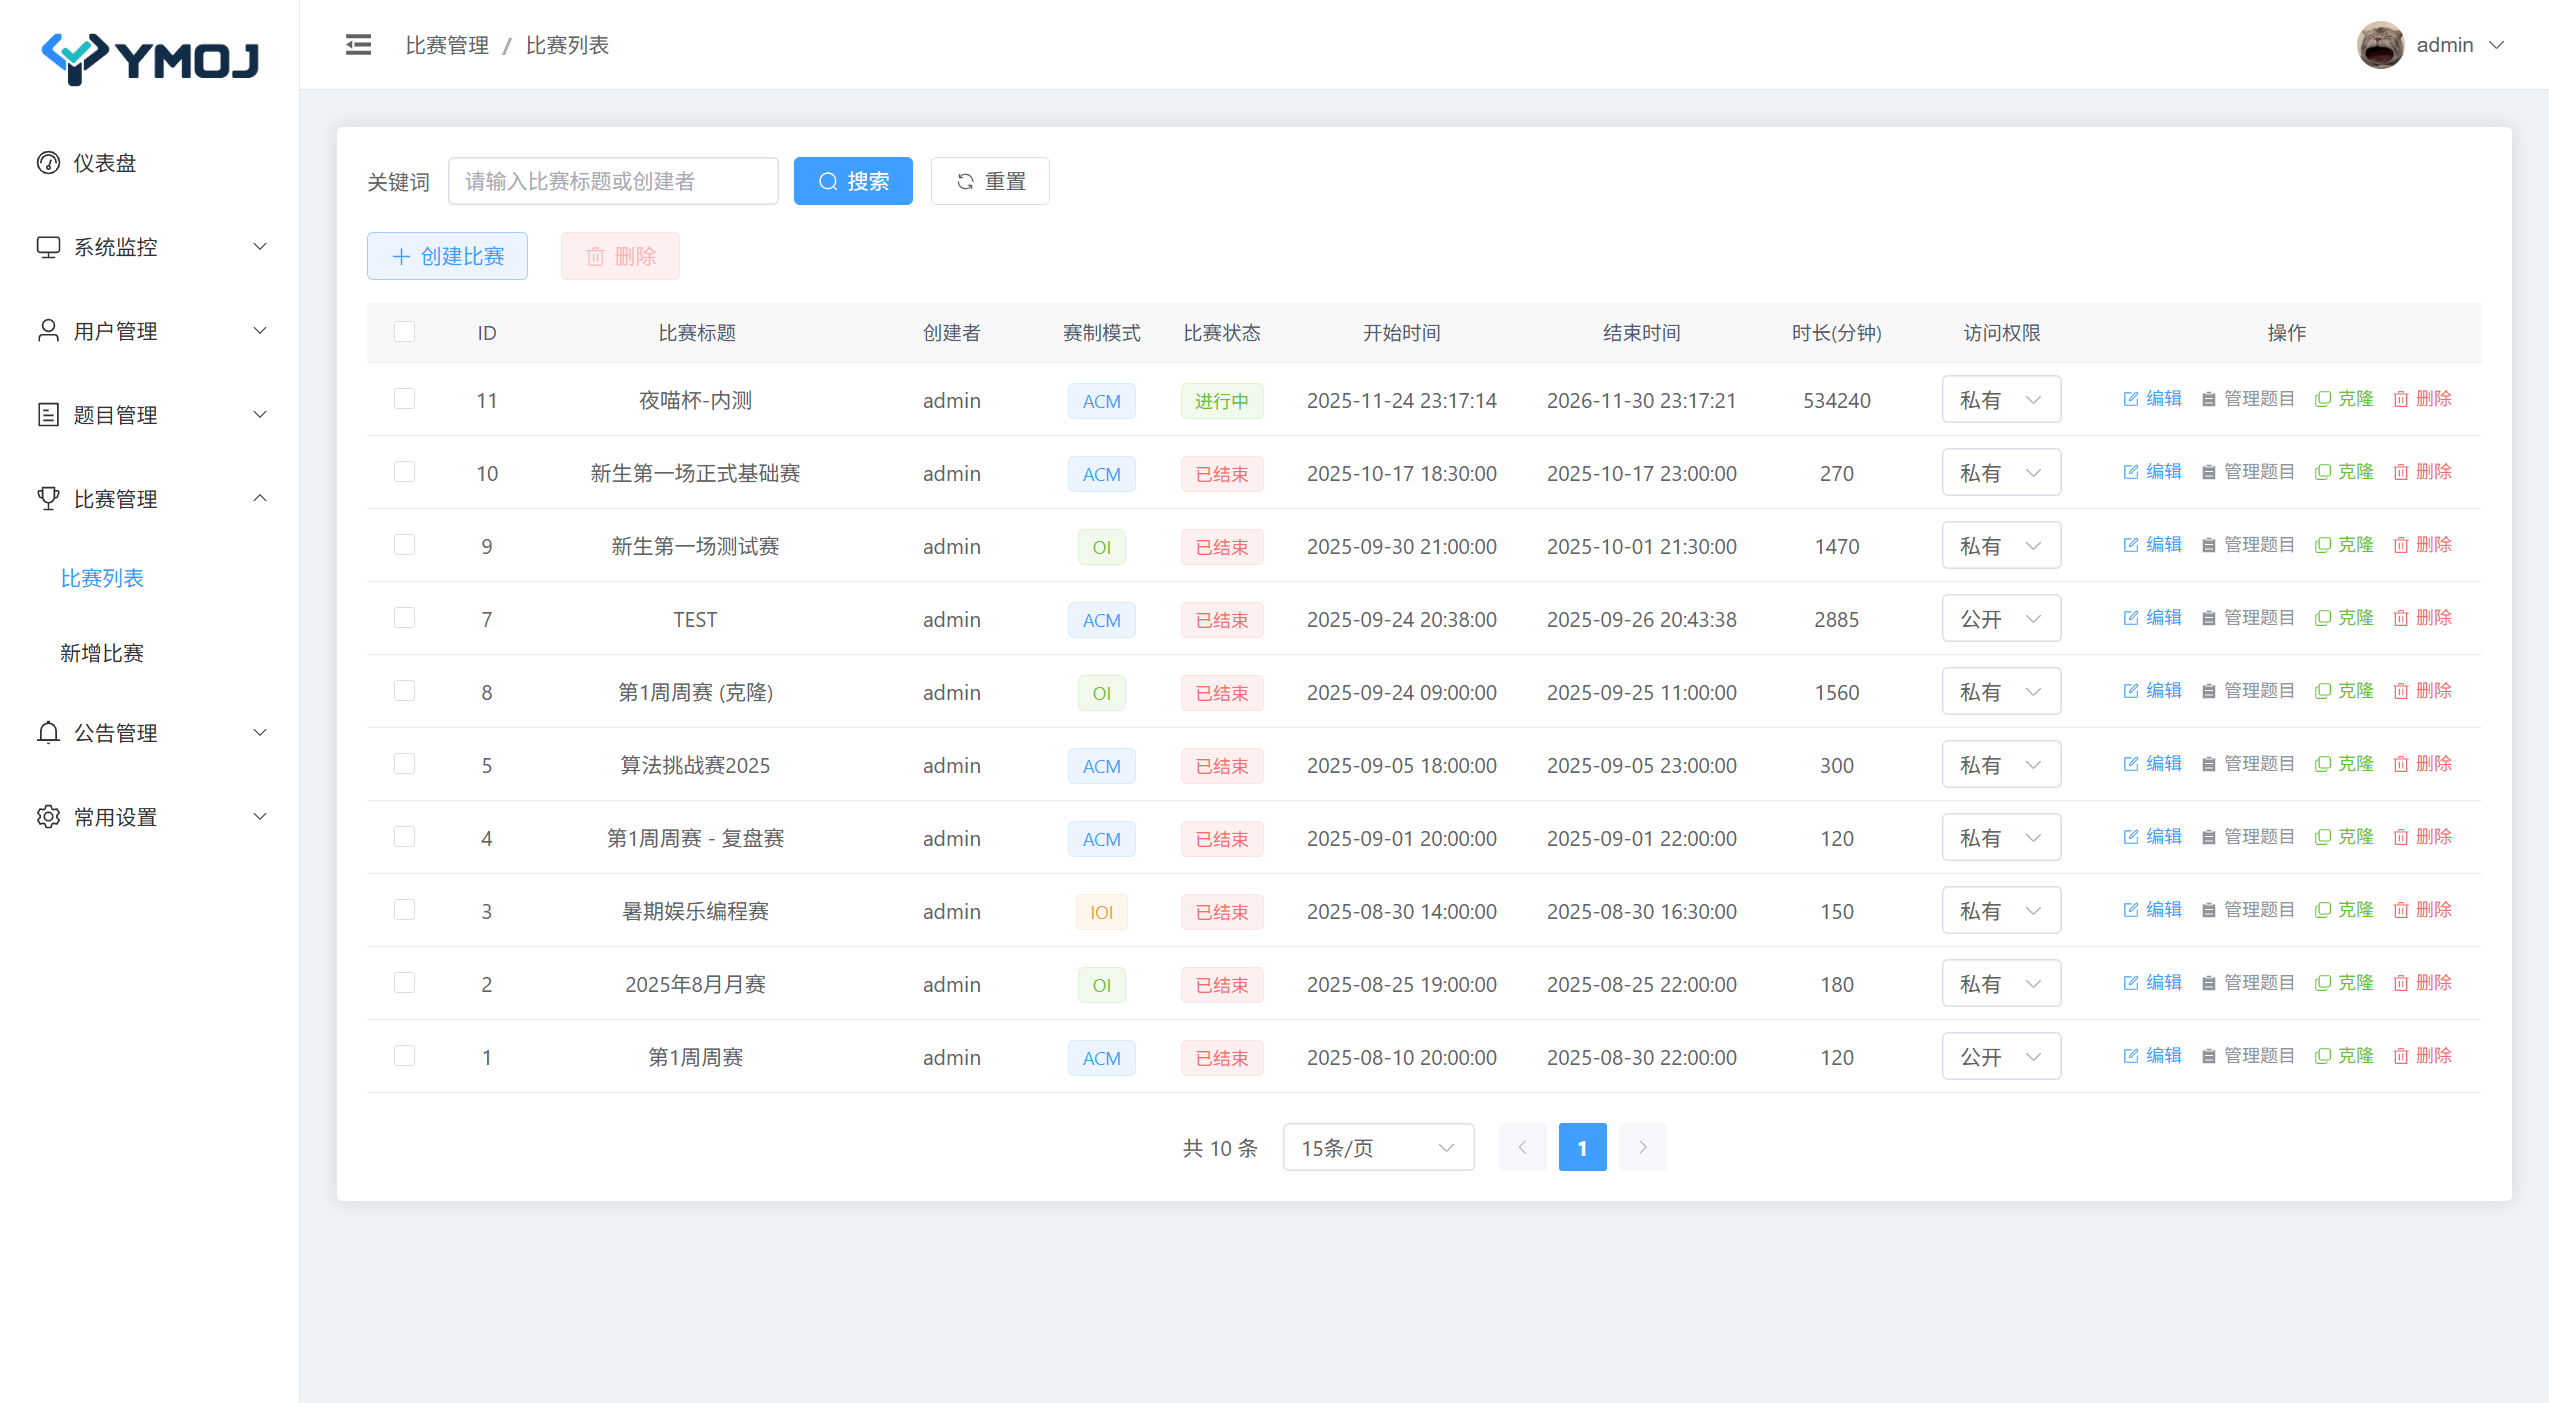 YMOJ
仪表盘
系统监控
用户管理
题目管理
比赛管理
比赛列表
新增比赛
公告管理
常用设置
比赛管理 / 比赛列表
admin
关键词 请输入比赛标题或创建者 搜索 重置
创建比赛 删除
ID 比赛标题 创建者 赛制模式 比赛状态 开始时间 结束时间 时长(分钟) 访问权限 操作
11 夜喵杯-内测 admin ACM 进行中 2025-11-24 23:17:14 2026-11-30 23:17:21 534240 私有 编辑 管理题目 克隆 删除
10 新生第一场正式基础赛 admin ACM 已结束 2025-10-17 18:30:00 2025-10-17 23:00:00 270 私有 编辑 管理题目 克隆 删除
9 新生第一场测试赛 admin OI 已结束 2025-09-30 21:00:00 2025-10-01 21:30:00 1470 私有 编辑 管理题目 克隆 删除
7 TEST admin ACM 已结束 2025-09-24 20:38:00 2025-09-26 20:43:38 2885 公开 编辑 管理题目 克隆 删除
8 第1周周赛 (克隆) admin OI 已结束 2025-09-24 09:00:00 2025-09-25 11:00:00 1560 私有 编辑 管理题目 克隆 删除
5 算法挑战赛2025 admin ACM 已结束 2025-09-05 18:00:00 2025-09-05 23:00:00 300 私有 编辑 管理题目 克隆 删除
4 第1周周赛 - 复盘赛 admin ACM 已结束 2025-09-01 20:00:00 2025-09-01 22:00:00 120 私有 编辑 管理题目 克隆 删除
3 暑期娱乐编程赛 admin IOI 已结束 2025-08-30 14:00:00 2025-08-30 16:30:00 150 私有 编辑 管理题目 克隆 删除
2 2025年8月月赛 admin OI 已结束 2025-08-25 19:00:00 2025-08-25 22:00:00 180 私有 编辑 管理题目 克隆 删除
1 第1周周赛 admin ACM 已结束 2025-08-10 20:00:00 2025-08-30 22:00:00 120 公开 编辑 管理题目 克隆 删除
共 10 条 15条/页 1